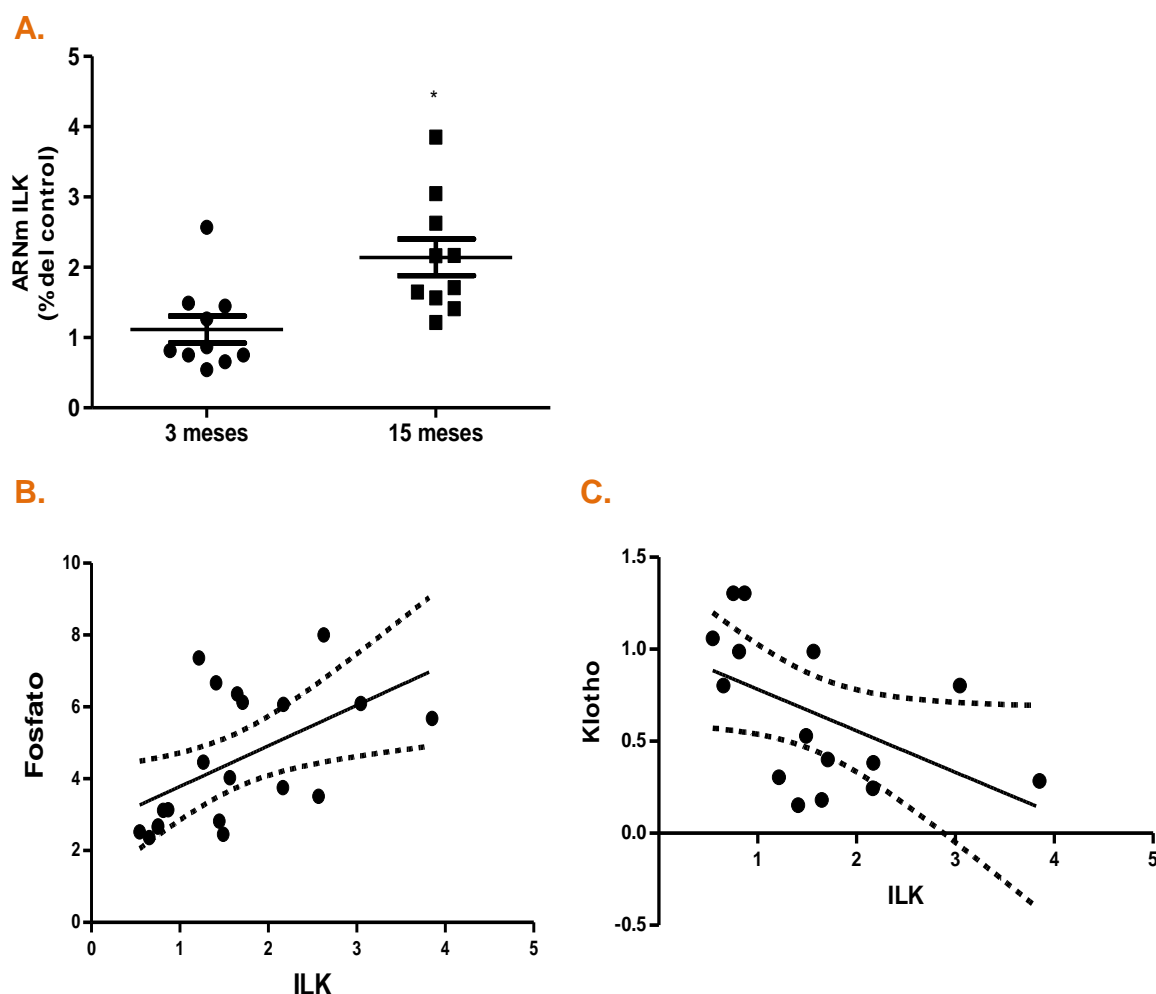 A.
5
4
3
2
1
0
ARNm ILK
(%del control)
*
3 meses
15 meses
B.
10
8
6
4
2
0
Fosfato
0 1 2 3 4 5
ILK
C.
1.5
1.0
0.5
0.0
-0.5
Klotho
1 2 3 4 5
ILK